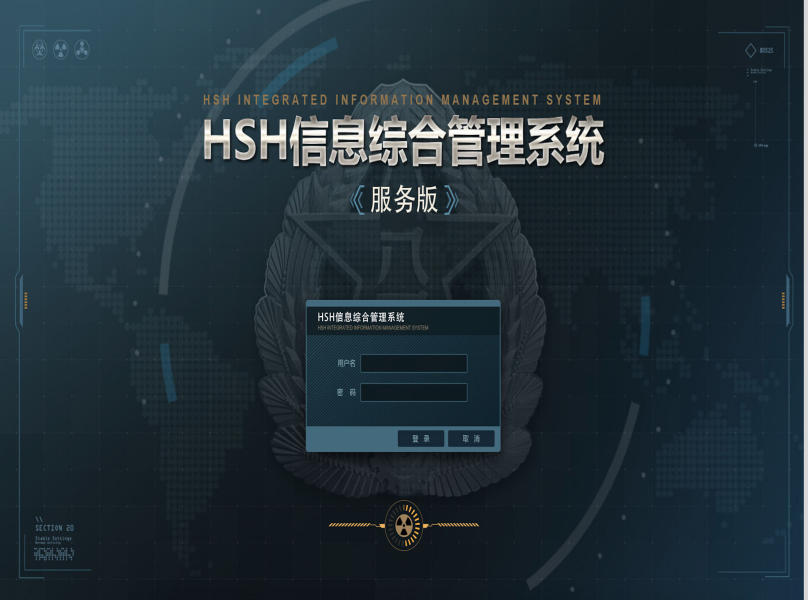 HSH INTEGRATED INFORMATION MANAGEMENT SYSTEM
HSH信息综合管理系统
《服务版》
HSH信息综合管理系统
HSH INTEGRATED INFORMATION MANAGEMENT SYSTEM
用户名
密 码
登 录 取 消
\\
SECTION 20
Stable Settings